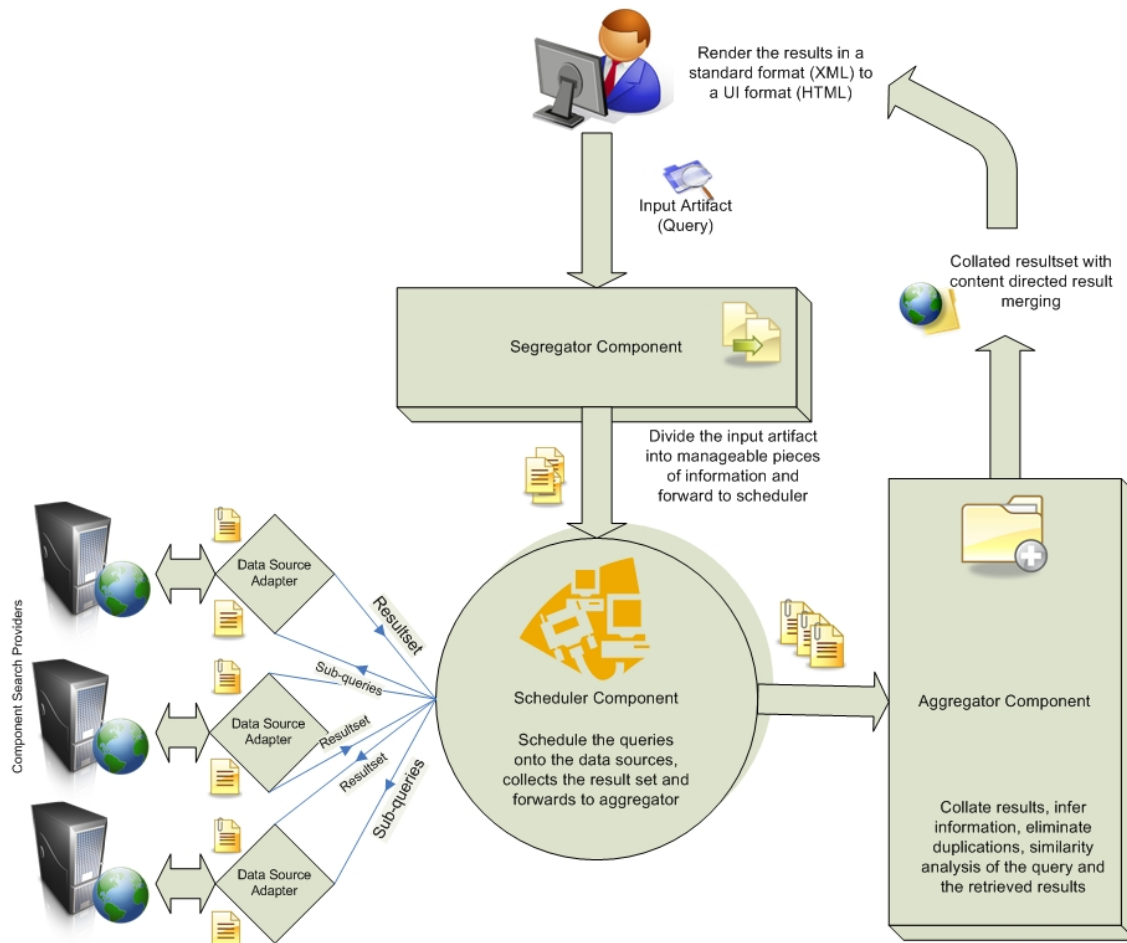 Render the results in a
standard format (XML) to
a UI format (HTML)
Input Artifact
(Query)
Collated resultset with
content directed result
merging
Segregator Component
Divide the input artifact
into manageable pieces
of information and
forward to scheduler
Component Search Providers
Data Source
Adapter
Resultset
Sub-queries
Data Source
Adapter
Resultset
Resultset
Sub-queries
Data Source
Adapter
Scheduler Component
Schedule the queries
onto the data sources,
collects the result set and
forwards to aggregator
Aggregator Component
Collate results, infer
information, eliminate
duplications, similarity
analysis of the query and
the retrieved results